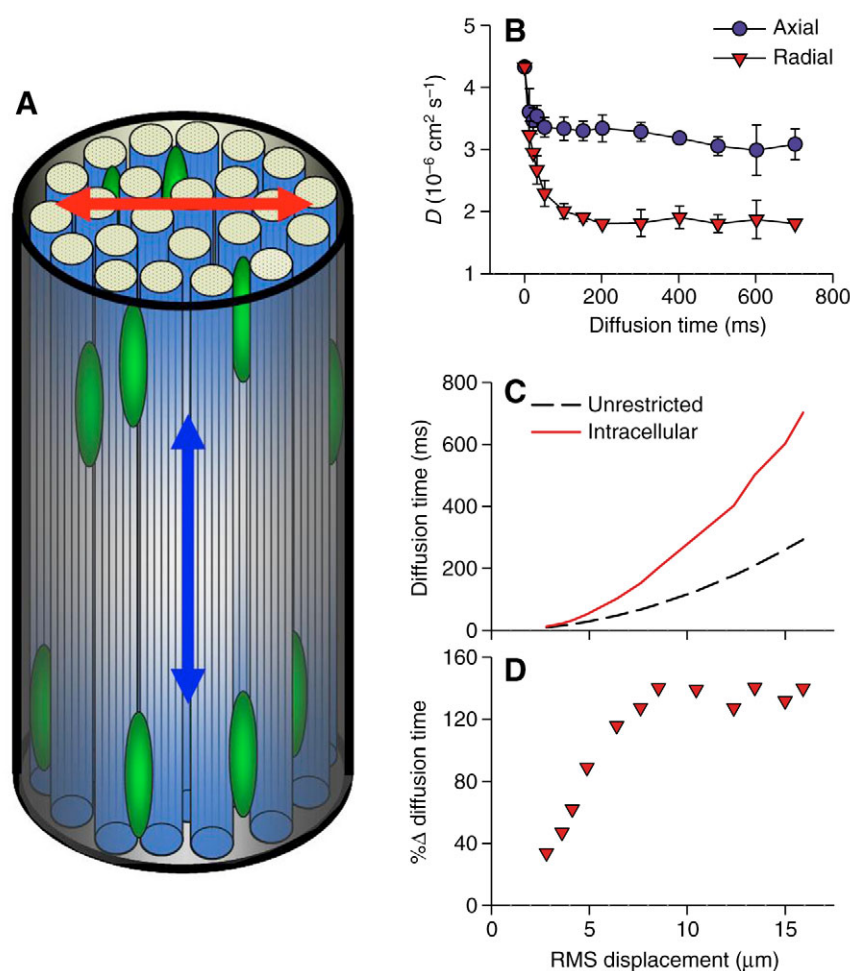 A
B
Axial
Radial
D (10⁻⁶ cm² s⁻¹)
5
4
3
2
1
0
200
400
600
800
Diffusion time (ms)
C
Unrestricted
Intracellular
Diffusion time (ms)
800
600
400
200
0
D
%Δ diffusion time
160
120
80
40
0
0
5
10
15
RMS displacement (μm)